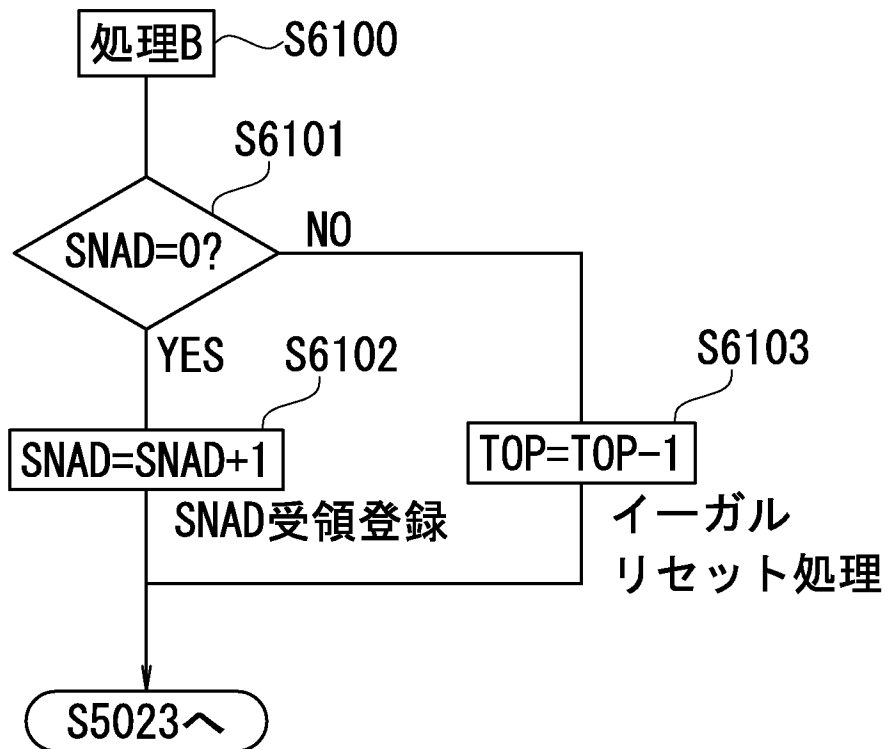 処理B
S6100
S6101
SNAD=0?
NO
YES
S6102
S6103
SNAD=SNAD+1
TOP=TOP-1
SNAD受領登録
イーガル
リセット処理
S5023へ